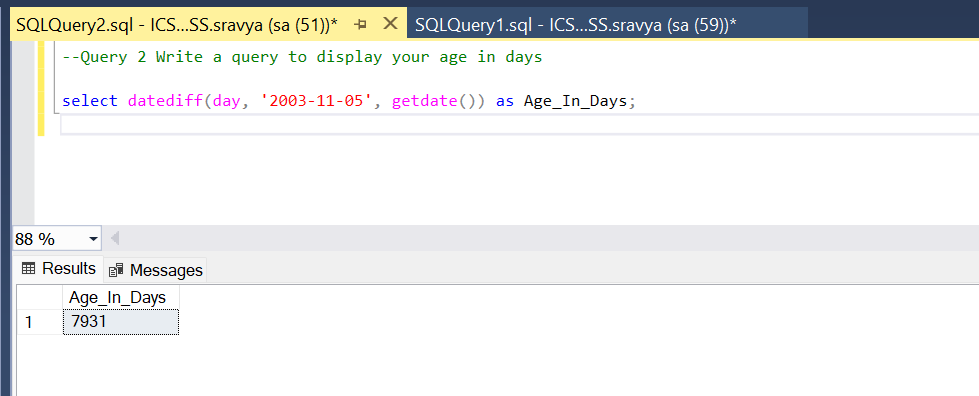 SQLQuery2.sql - ICS...SS.sravya (sa (51))* SQLQuery1.sql - ICS...SS.sravya (sa (59))*
--Query 2 Write a query to display your age in days
select datediff(day, '2003-11-05', getdate()) as Age_In_Days;
88 %
Results Messages
Age_In_Days
1 7931